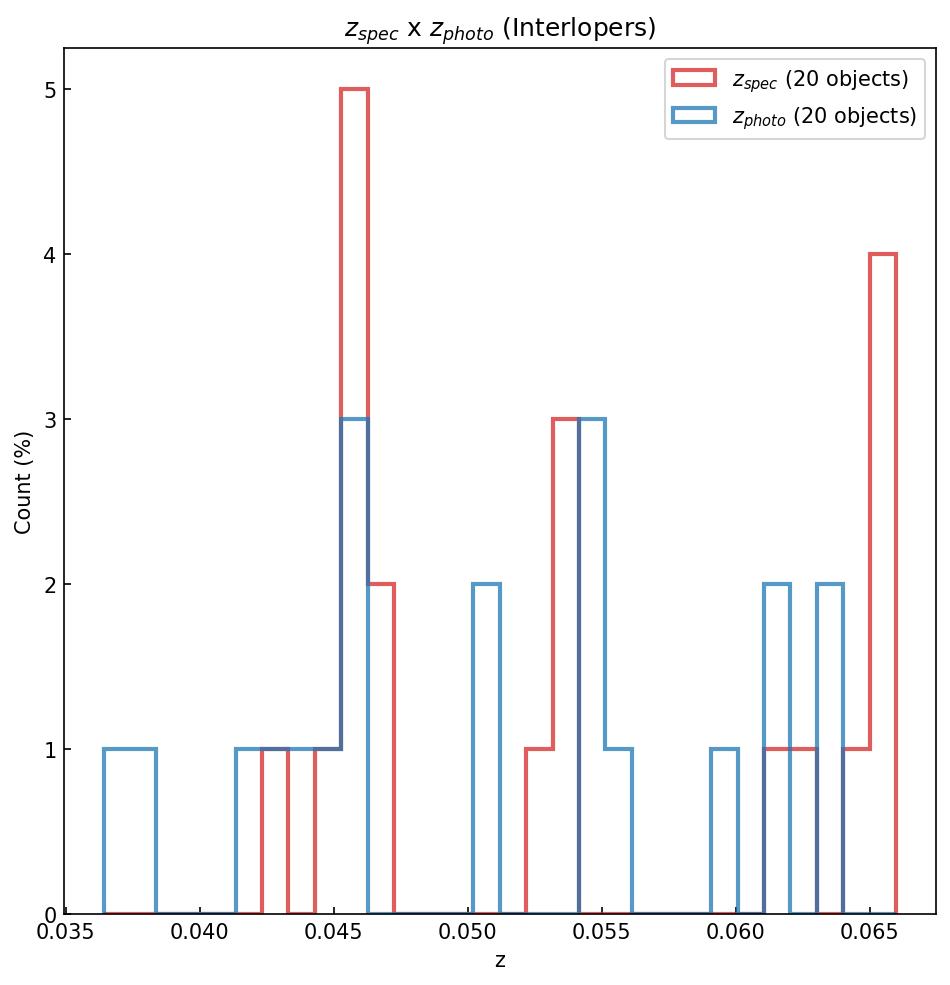 z_spec x z_photo (Interlopers)
z_spec (20 objects)
z_photo (20 objects)
5
4
3
2
1
0
Count (%)
0.035 0.040 0.045 0.050 0.055 0.060 0.065
z